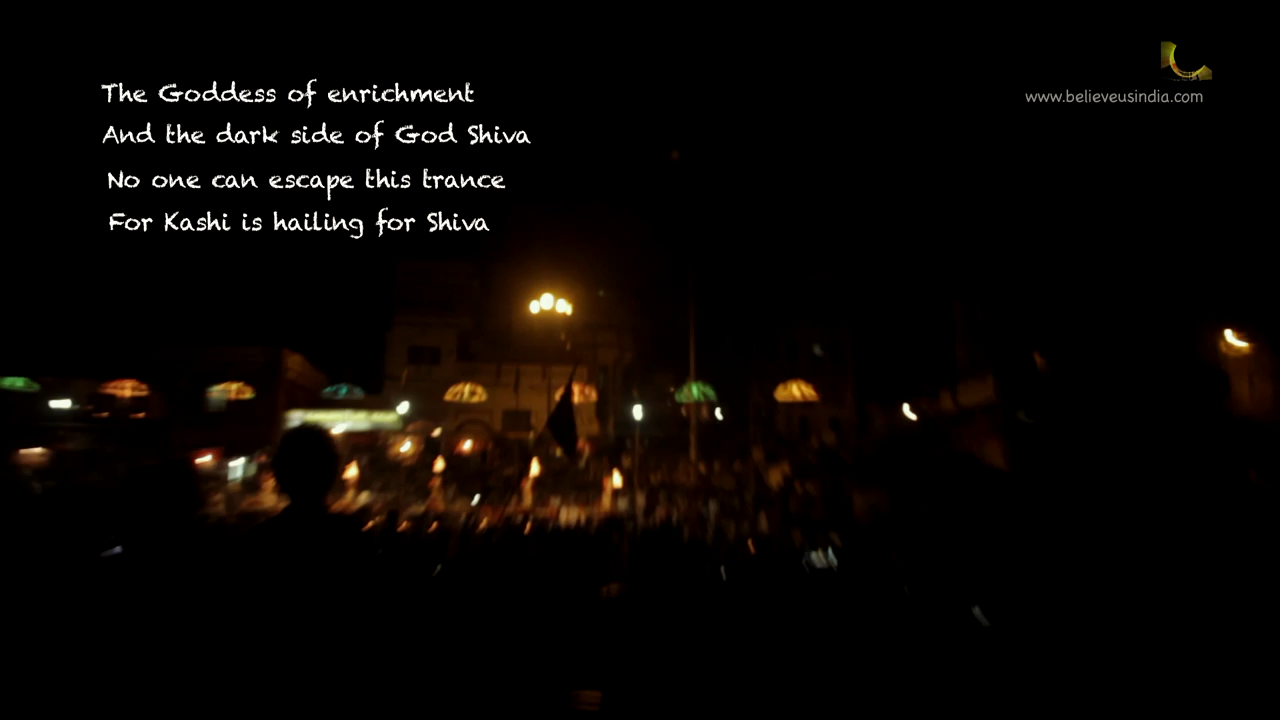 The Goddess of enrichment
And the dark side of God Shiva
No one can escape this trance
For Kashi is hailing for Shiva
www.believeusindia.com